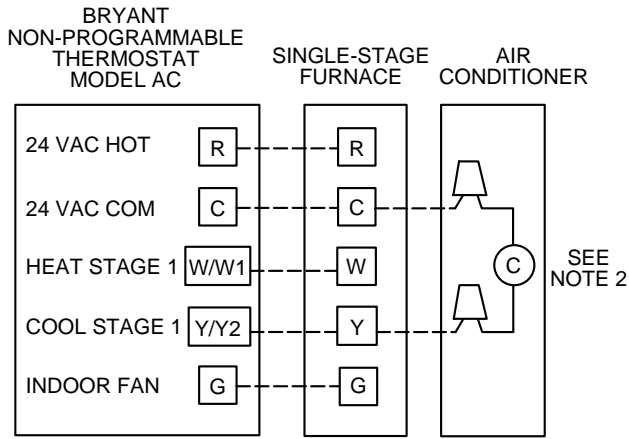 BRYANT
NON-PROGRAMMABLE
THERMOSTAT
MODEL AC
SINGLE-STAGE
FURNACE
AIR
CONDITIONER
24 VAC HOT R R
24 VAC COM C C
HEAT STAGE 1 W/W1 W
C
SEE
NOTE 2
COOL STAGE 1 Y/Y2 Y
INDOOR FAN G G